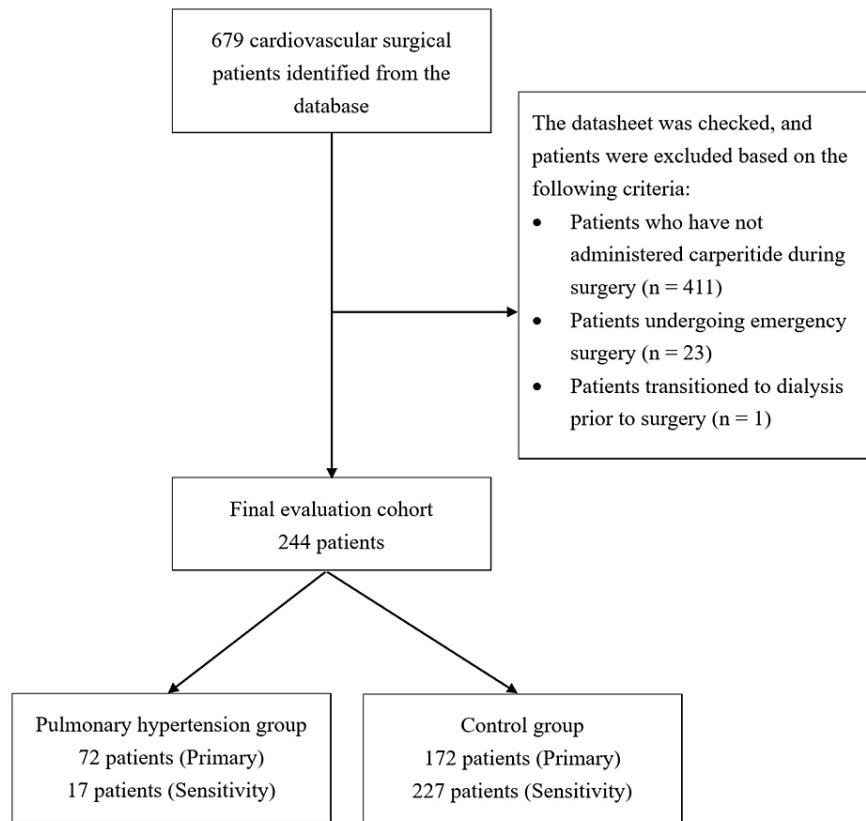 679 cardiovascular surgical
patients identified from the
database
The datasheet was checked, and
patients were excluded based on the
following criteria:
• Patients who have not
administered carperitide during
surgery (n = 411)
• Patients undergoing emergency
surgery (n = 23)
• Patients transitioned to dialysis
prior to surgery (n = 1)
Final evaluation cohort
244 patients
Pulmonary hypertension group
72 patients (Primary)
17 patients (Sensitivity)
Control group
172 patients (Primary)
227 patients (Sensitivity)